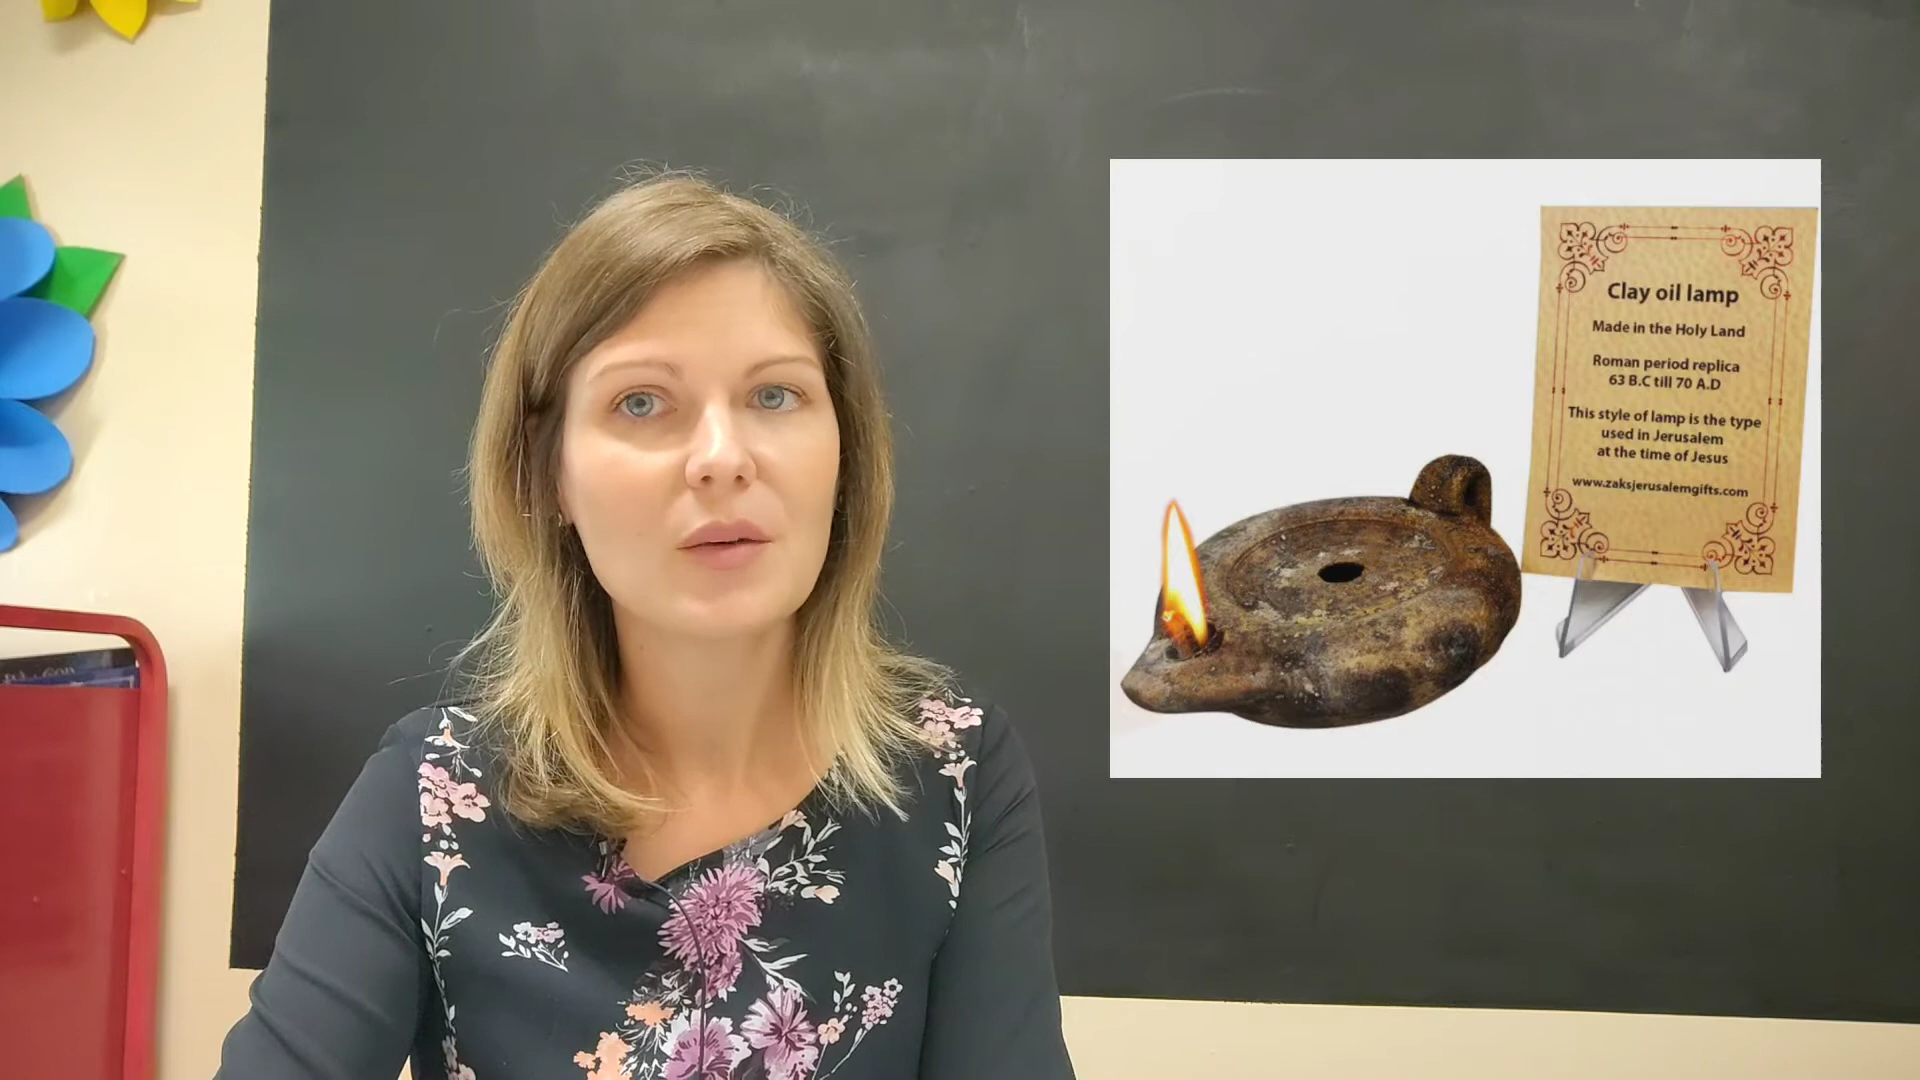 Clay oil lamp
Made in the Holy Land
Roman period replica
63 B.C till 70 A.D
This style of lamp is the type
used in Jerusalem
at the time of Jesus
www.zaksjerusalemgifts.com